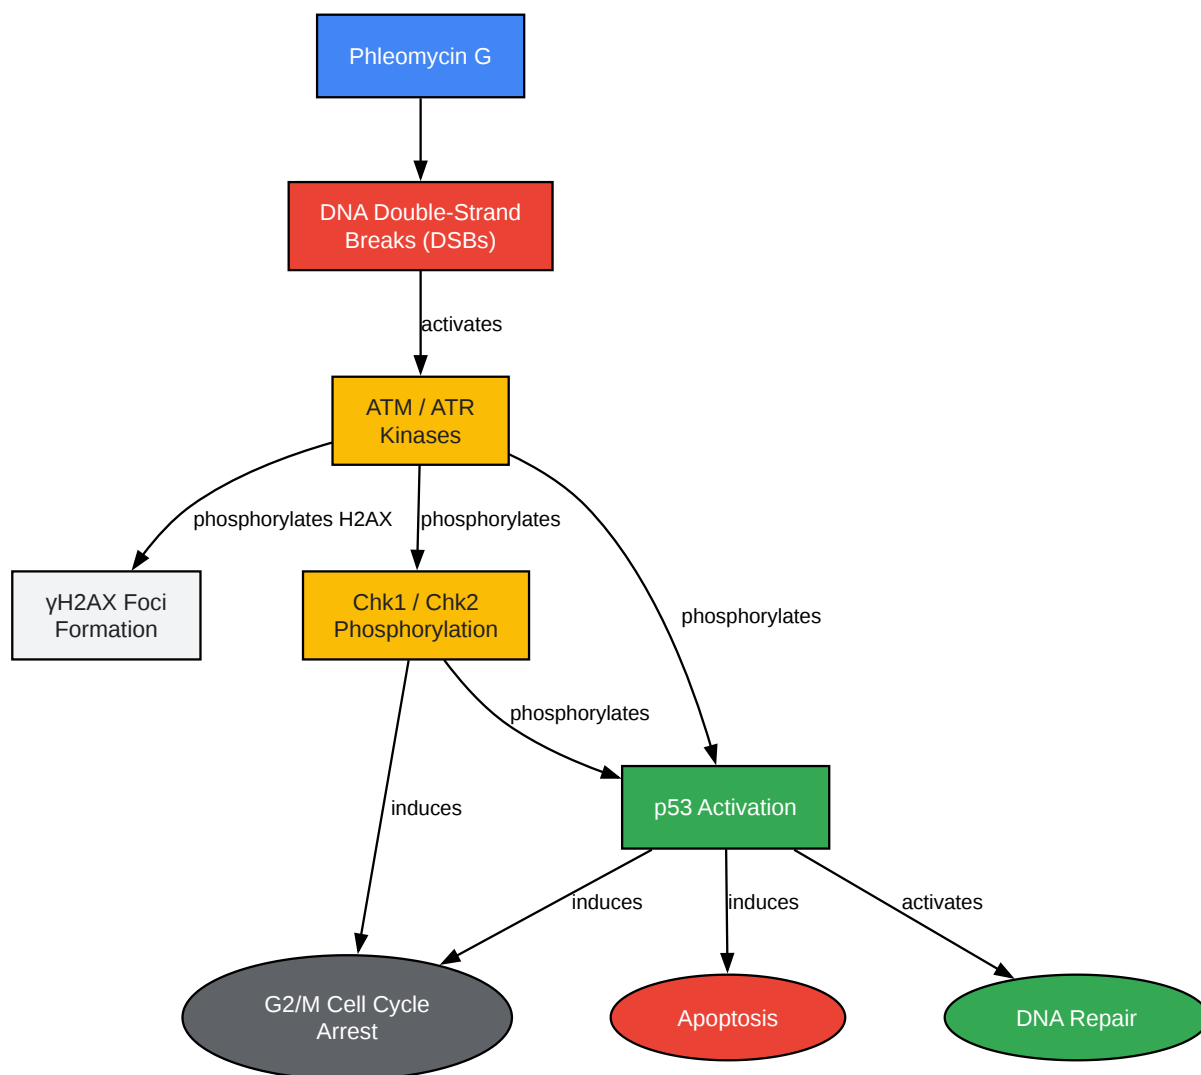 Phleomycin G
DNA Double-Strand
Breaks (DSBs)
activates
ATM / ATR
Kinases
phosphorylates H2AX
phosphorylates
γH2AX Foci
Formation
Chk1 / Chk2
Phosphorylation
phosphorylates
phosphorylates
p53 Activation
induces
induces
induces
activates
G2/M Cell Cycle
Arrest
Apoptosis
DNA Repair